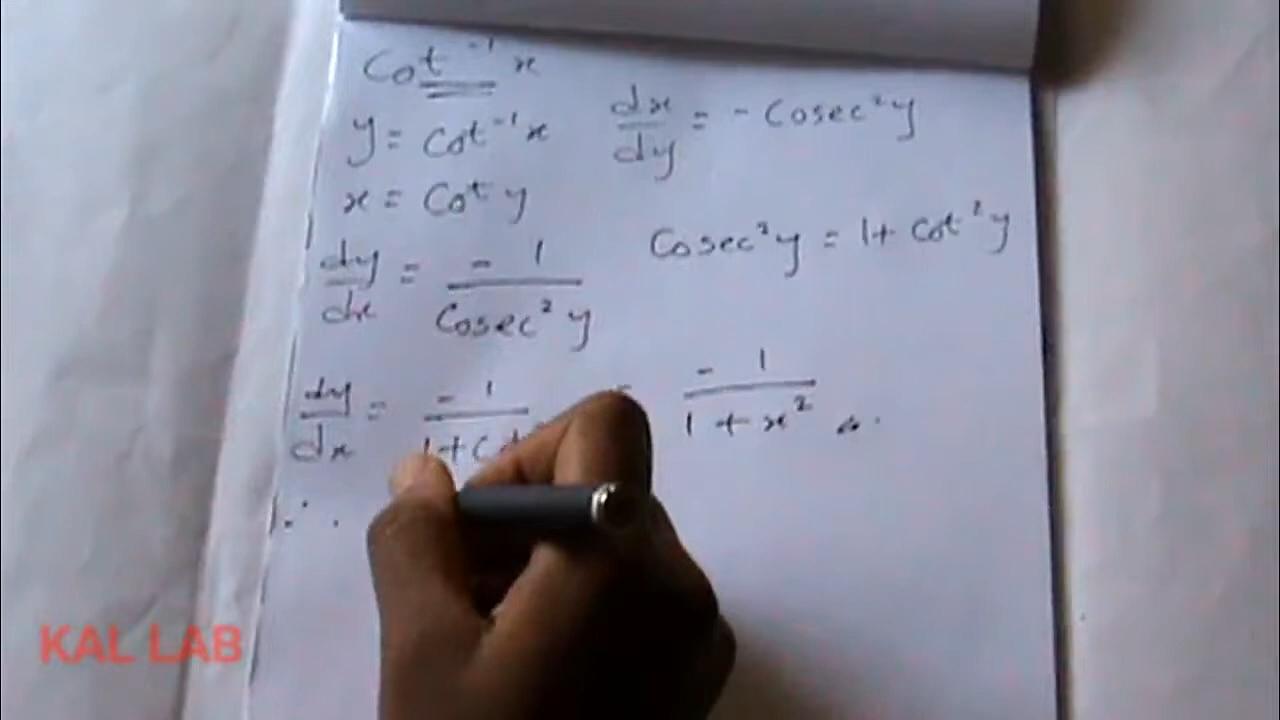 Cot⁻¹ x
y = Cot⁻¹ x
dx/dy = - Cosec² y
x = Cot y
Cosec² y = 1 + Cot² y
dy/dx = - 1/Cosec² y
dy/dx = - 1/1 + Cot = - 1/1 + x²
∴
KAL LAB